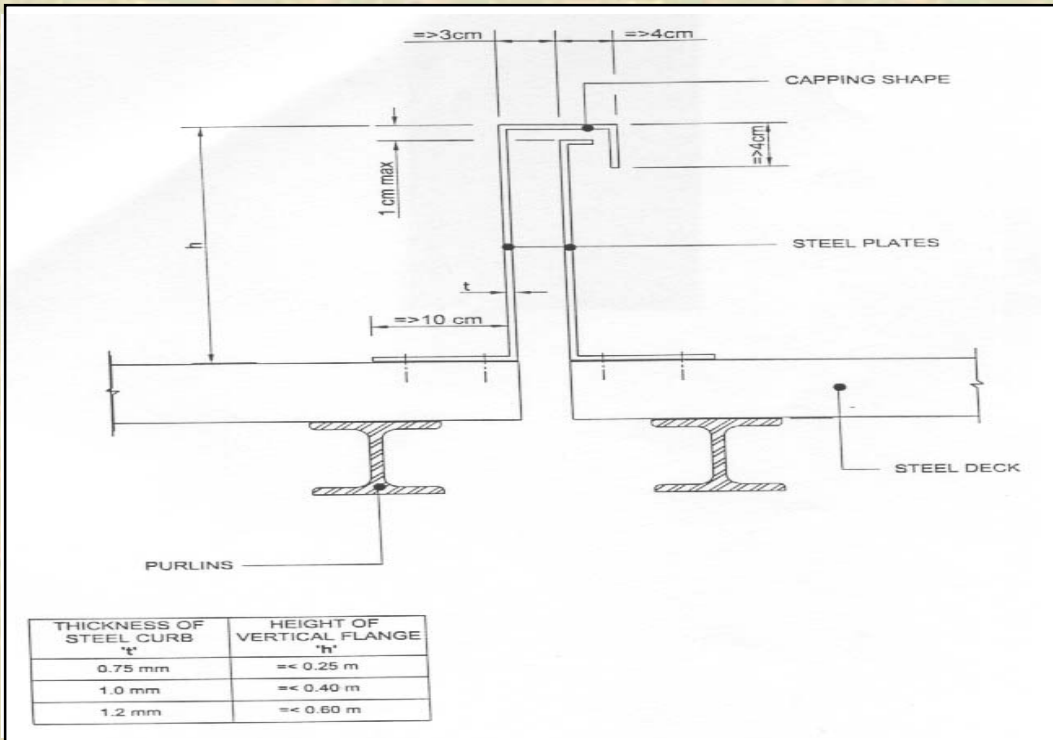 =>3cm
=>4cm
CAPPING SHAPE
=>4cm
1 cm max
h
STEEL PLATES
t
=>10 cm
STEEL DECK
PURLINS
THICKNESS OF STEEL CURB 't'
HEIGHT OF VERTICAL FLANGE 'h'
0.75 mm
=< 0.25 m
1.0 mm
=< 0.40 m
1.2 mm
=< 0.60 m